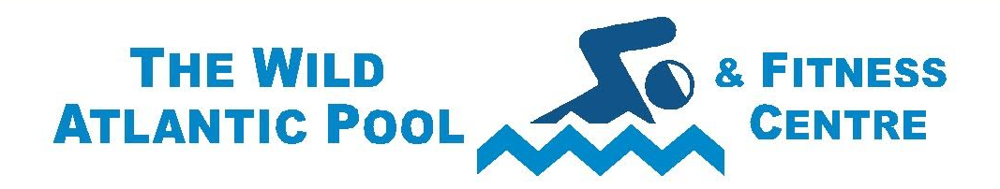 THE WILD
ATLANTIC POOL
& FITNESS
CENTRE